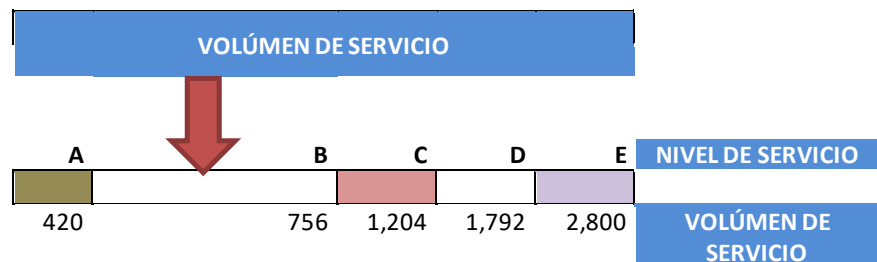 VOLÚMEN DE SERVICIO
A B C D E NIVEL DE SERVICIO
420 756 1,204 1,792 2,800 VOLÚMEN DE
SERVICIO